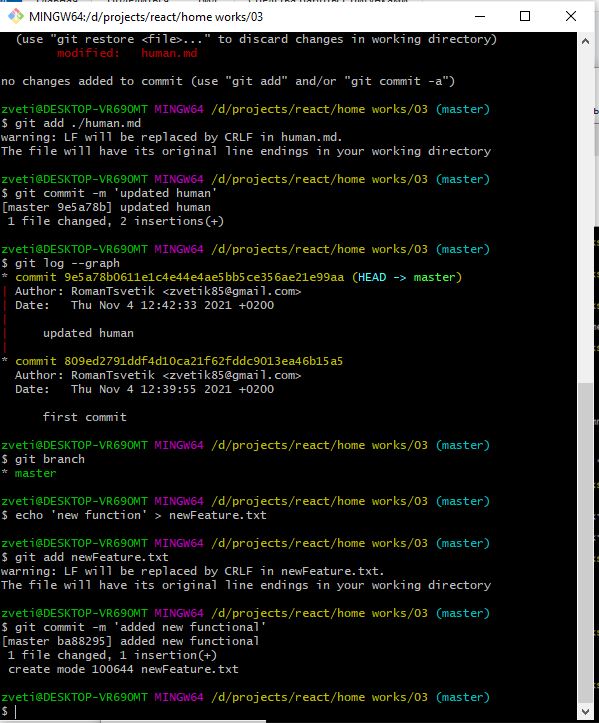 MINGW64:/d/projects/react/home works/03
(use "git restore <file>..." to discard changes in working directory)
modified:   human.md
no changes added to commit (use "git add" and/or "git commit -a")
zveti@DESKTOP-VR69OMT MINGW64 /d/projects/react/home works/03 (master)
$ git add ./human.md
warning: LF will be replaced by CRLF in human.md.
The file will have its original line endings in your working directory
zveti@DESKTOP-VR69OMT MINGW64 /d/projects/react/home works/03 (master)
$ git commit -m 'updated human'
[master 9e5a78b] updated human
 1 file changed, 2 insertions(+)
zveti@DESKTOP-VR69OMT MINGW64 /d/projects/react/home works/03 (master)
$ git log --graph
* commit 9e5a78b0611e1c4e44e4ae5bb5ce356ae21e99aa (HEAD -> master)
| Author: RomanTsvetik <zvetik85@gmail.com>
| Date:   Thu Nov 4 12:42:33 2021 +0200
|
|     updated human
|
* commit 809ed2791ddf4d10ca21f62fddc9013ea46b15a5
  Author: RomanTsvetik <zvetik85@gmail.com>
  Date:   Thu Nov 4 12:39:55 2021 +0200
      first commit
zveti@DESKTOP-VR69OMT MINGW64 /d/projects/react/home works/03 (master)
$ git branch
* master
zveti@DESKTOP-VR69OMT MINGW64 /d/projects/react/home works/03 (master)
$ echo 'new function' > newFeature.txt
zveti@DESKTOP-VR69OMT MINGW64 /d/projects/react/home works/03 (master)
$ git add newFeature.txt
warning: LF will be replaced by CRLF in newFeature.txt.
The file will have its original line endings in your working directory
zveti@DESKTOP-VR69OMT MINGW64 /d/projects/react/home works/03 (master)
$ git commit -m 'added new functional'
[master ba88295] added new functional
 1 file changed, 1 insertion(+)
 create mode 100644 newFeature.txt
zveti@DESKTOP-VR69OMT MINGW64 /d/projects/react/home works/03 (master)
$